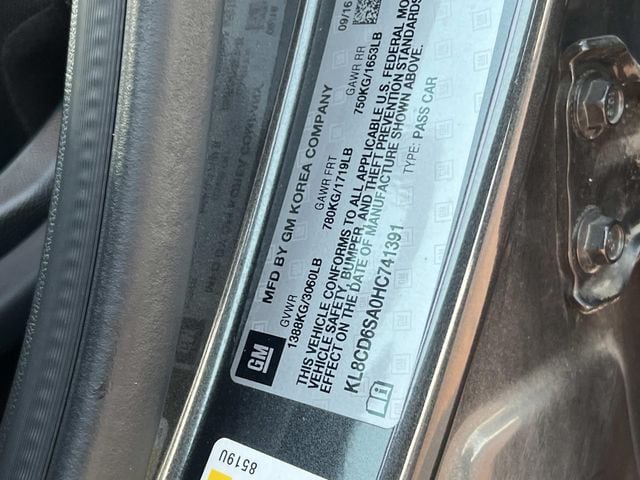 MFD BY GM KOREA COMPANY
09/16
GVWR
GAWR FRT
GAWR RR
1388KG/3060LB
780KG/1719LB
750KG/1653LB
THIS VEHICLE CONFORMS TO ALL APPLICABLE U.S. FEDERAL MO
VEHICLE SAFETY, BUMPER, AND THEFT PREVENTION STANDARDS
EFFECT ON THE DATE OF MANUFACTURE SHOWN ABOVE.
KL8CD6SA0HC741391
TYPE: PASS CAR
GM
8519U